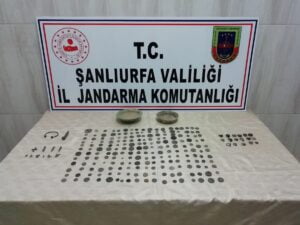 T.C.
ŞANLIURFA VALİLİĞİ
İL JANDARMA KOMUTANLIĞI